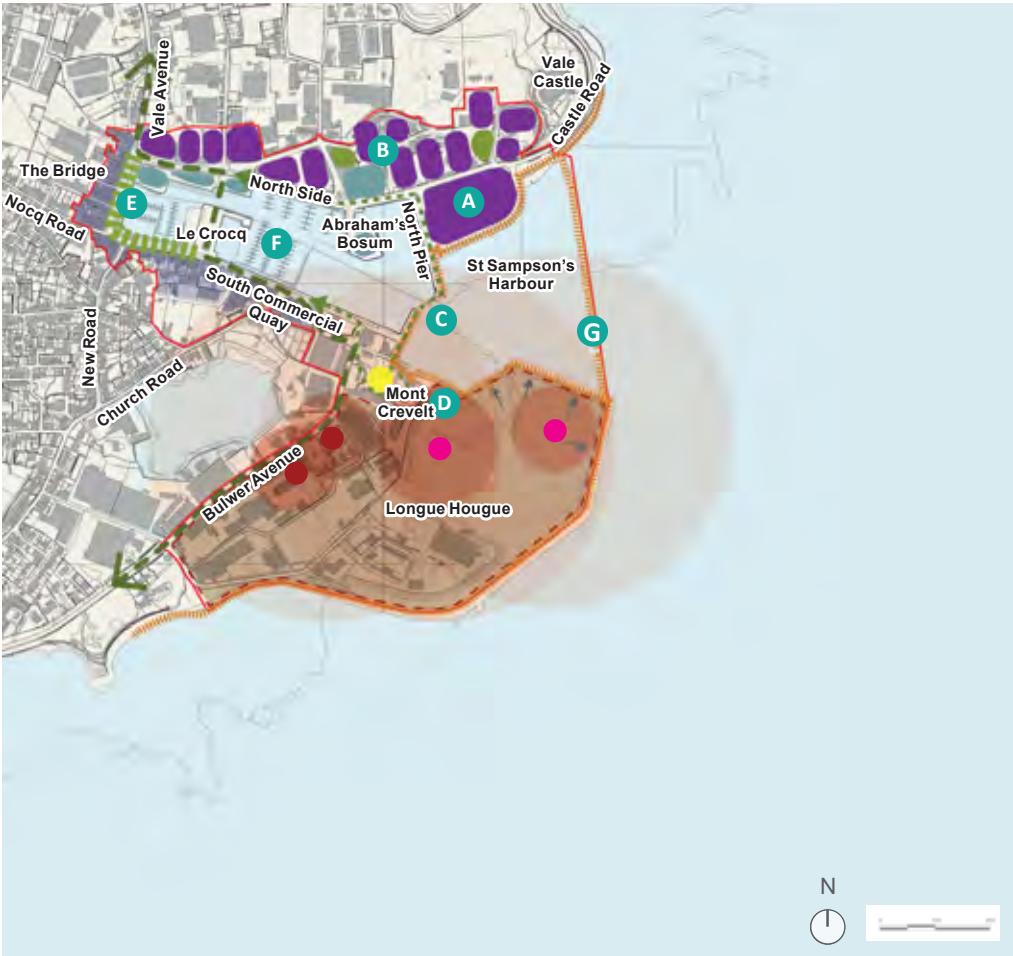 Vale Avenue
Vale
Castle
Castle Road
The Bridge
B
E
A
North Side
Nocq Road
Le Crocq
F
Abraham's
Bosum
North Pier
St Sampson's
Harbour
South Commercial
Quay
C
G
New Road
Church Road
Mont
Crevelt
D
Bulwer Avenue
Longue Hougue
N